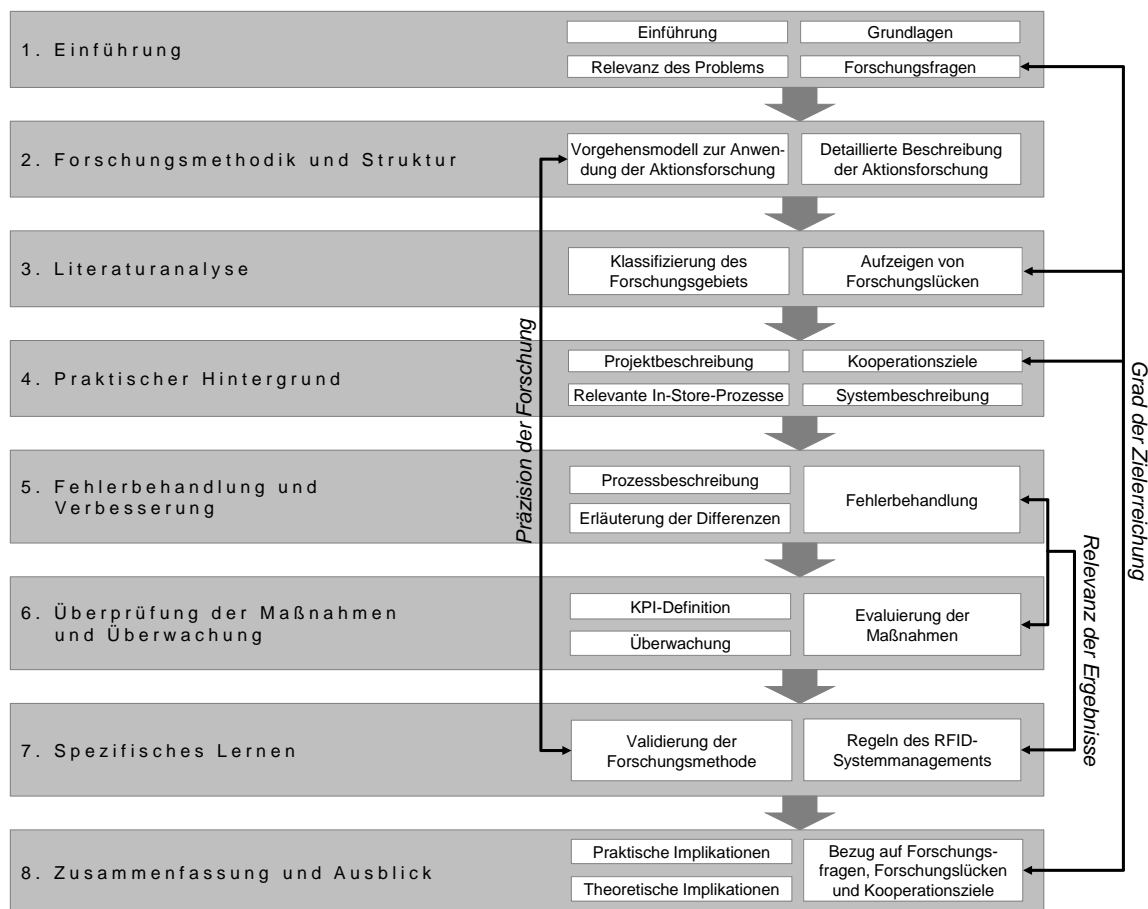 1. Einführung
Einführung
Grundlagen
Relevanz des Problems
Forschungsfragen
2. Forschungsmethodik und Struktur
Vorgehensmodell zur Anwen-
dung der Aktionsforschung
Detaillierte Beschreibung
der Aktionsforschung
3. Literaturanalyse
Klassifizierung des
Forschungsgebiets
Aufzeigen von
Forschungslücken
4. Praktischer Hintergrund
Projektbeschreibung
Kooperationsziele
Relevante In-Store-Prozesse
Systembeschreibung
5. Fehlerbehandlung und
Verbesserung
Prozessbeschreibung
Erläuterung der Differenzen
Fehlerbehandlung
6. Überprüfung der Maßnahmen
und Überwachung
KPI-Definition
Überwachung
Evaluierung der
Maßnahmen
7. Spezifisches Lernen
Validierung der
Forschungsmethode
Regeln des RFID-
Systemmanagements
8. Zusammenfassung und Ausblick
Praktische Implikationen
Theoretische Implikationen
Bezug auf Forschungs-
fragen, Forschungslücken
und Kooperationsziele
Präzision der Forschung
Relevanz der Ergebnisse
Grad der Zielerreichung